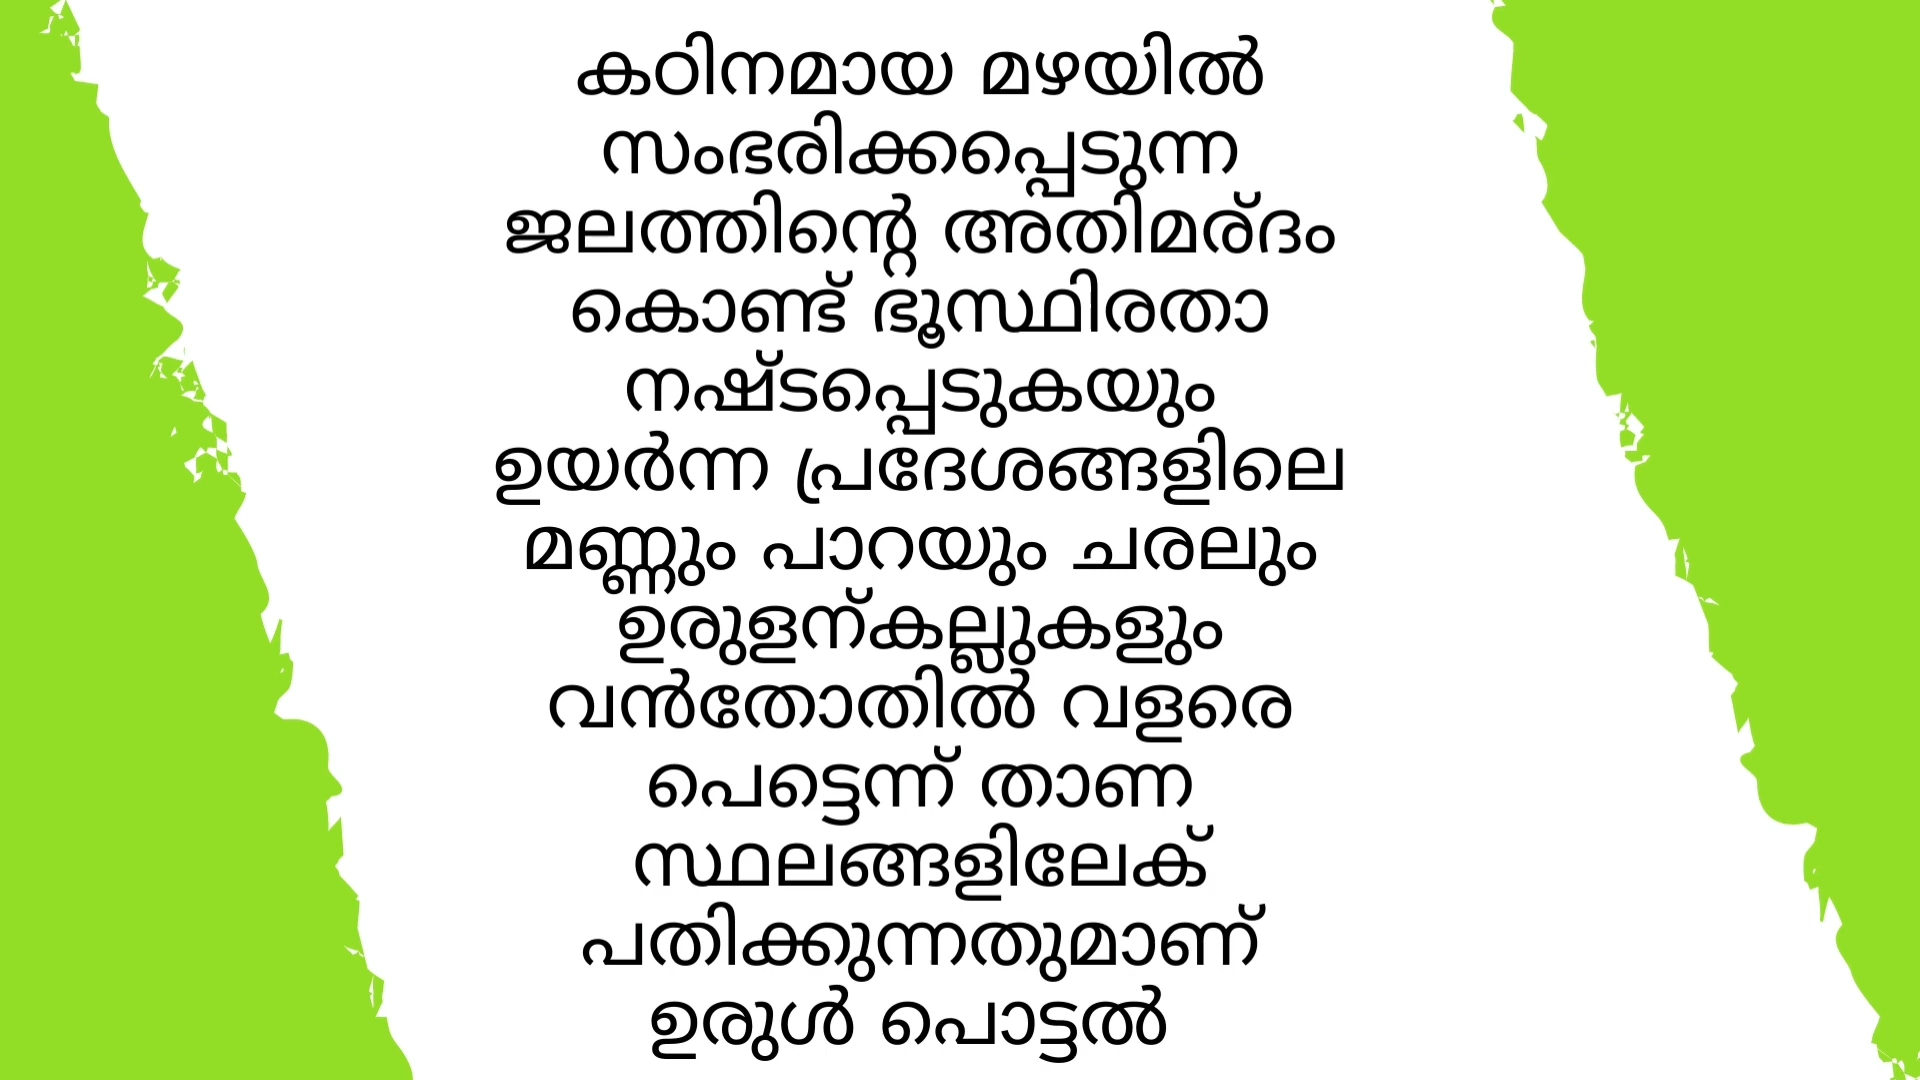 കഠിനമായ മഴയിൽ
സംഭരിക്കപ്പെടുന്ന
ജലത്തിന്റെ അതിമര്ദം
കൊണ്ട് ഭൂസ്ഥിരതാ
നഷ്ടപ്പെടുകയും
ഉയർന്ന പ്രദേശങ്ങളിലെ
മണ്ണും പാറയും ചരലും
ഉരുളന്കല്ലുകളും
വൻതോതിൽ വളരെ
പെട്ടെന്ന് താണ
സ്ഥലങ്ങളിലേക്
പതിക്കുന്നതുമാണ്
ഉരുൾ പൊട്ടൽ